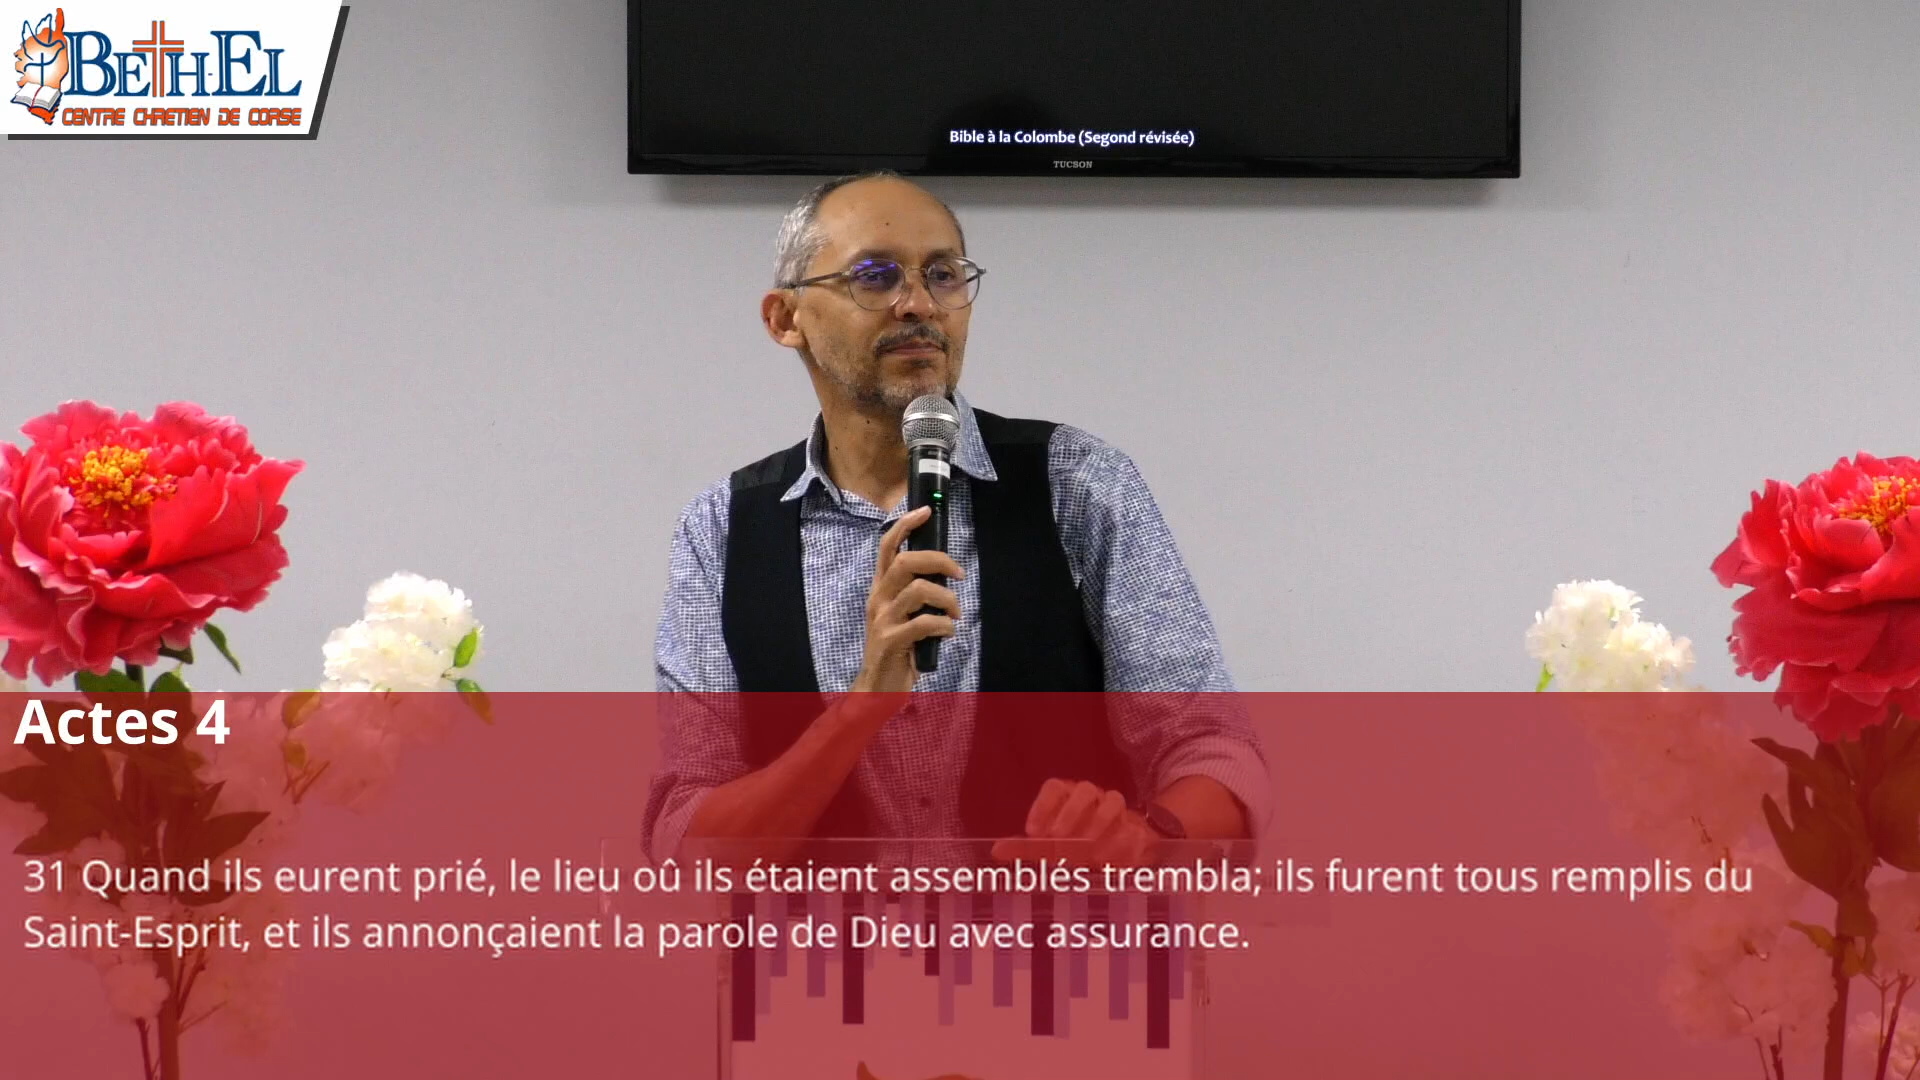 BETH-EL
CENTRE CHRETIEN DE CORSE
Bible à la Colombe (Segond révisée)
TUCSON
Actes 4
31 Quand ils eurent prié, le lieu oû ils étaient assemblés trembla; ils furent tous remplis du
Saint-Esprit, et ils annonçaient la parole de Dieu avec assurance.